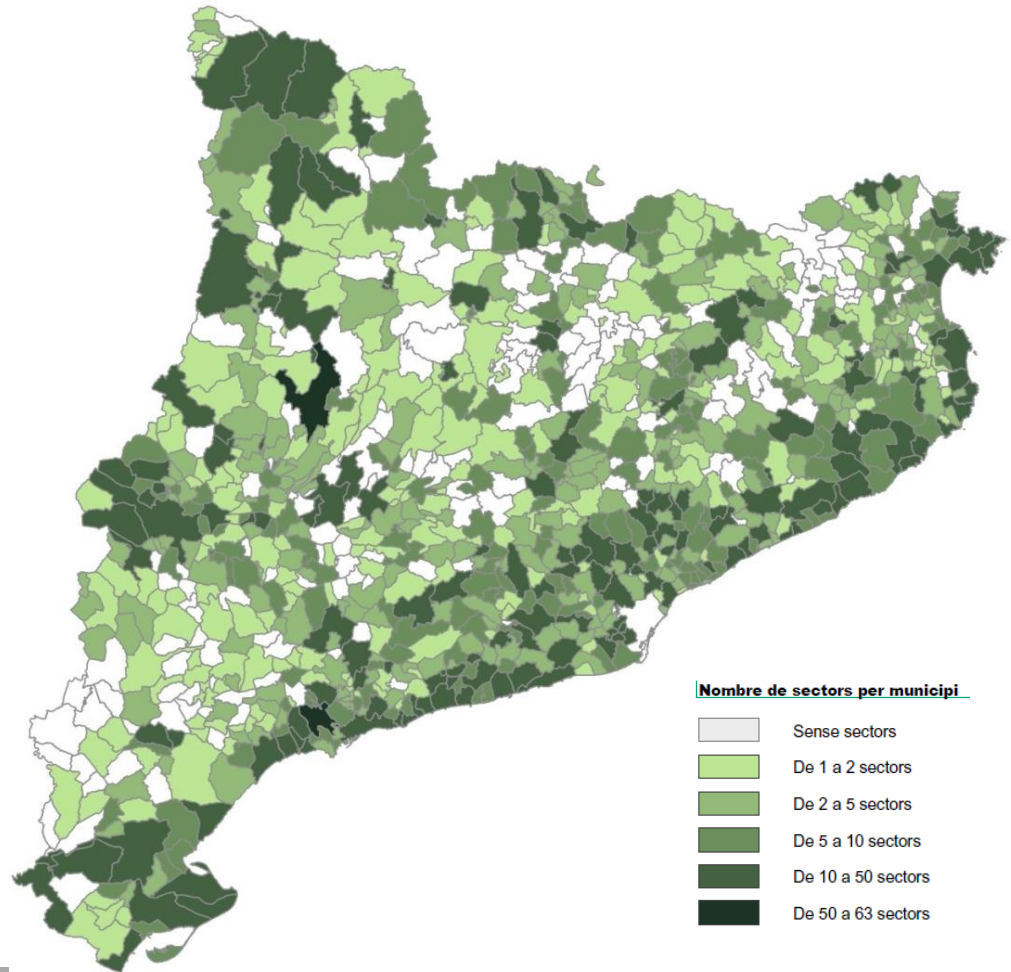 Nombre de sectors per municipi
Sense sectors
De 1 a 2 sectors
De 2 a 5 sectors
De 5 a 10 sectors
De 10 a 50 sectors
De 50 a 63 sectors